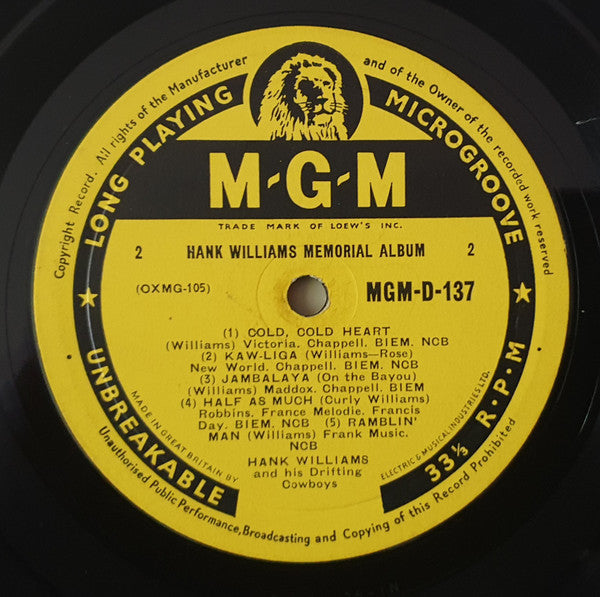 Copyright Record. All rights of the Manufacturer and of the Owner of the recorded work reserved
LONG PLAYING MICROGROOVE
M-G-M
TRADE MARK OF LOEW'S INC.
2 HANK WILLIAMS MEMORIAL ALBUM 2
(OXMG-105) MGM-D-137
(1) COLD, COLD HEART
(Williams) Victoria. Chappell. BIEM. NCB
(2) KAW-LIGA (Williams—Rose)
New World. Chappell. BIEM. NCB
(3) JAMBALAYA (On the Bayou)
(Williams) Maddox. Chappell. BIEM
(4) HALF AS MUCH (Curly Williams)
Robbins. France Melodie. Francis
Day. BIEM. NCB (5) RAMBLIN'
MAN (Williams) Frank Music.
NCB
HANK WILLIAMS
and his Drifting
Cowboys
MADE IN GREAT BRITAIN BY ELECTRIC & MUSICAL INDUSTRIES LTD.
UNBREAKABLE 33⅓ R.P.M
Unauthorised Public Performance, Broadcasting and Copying of this Record Prohibited